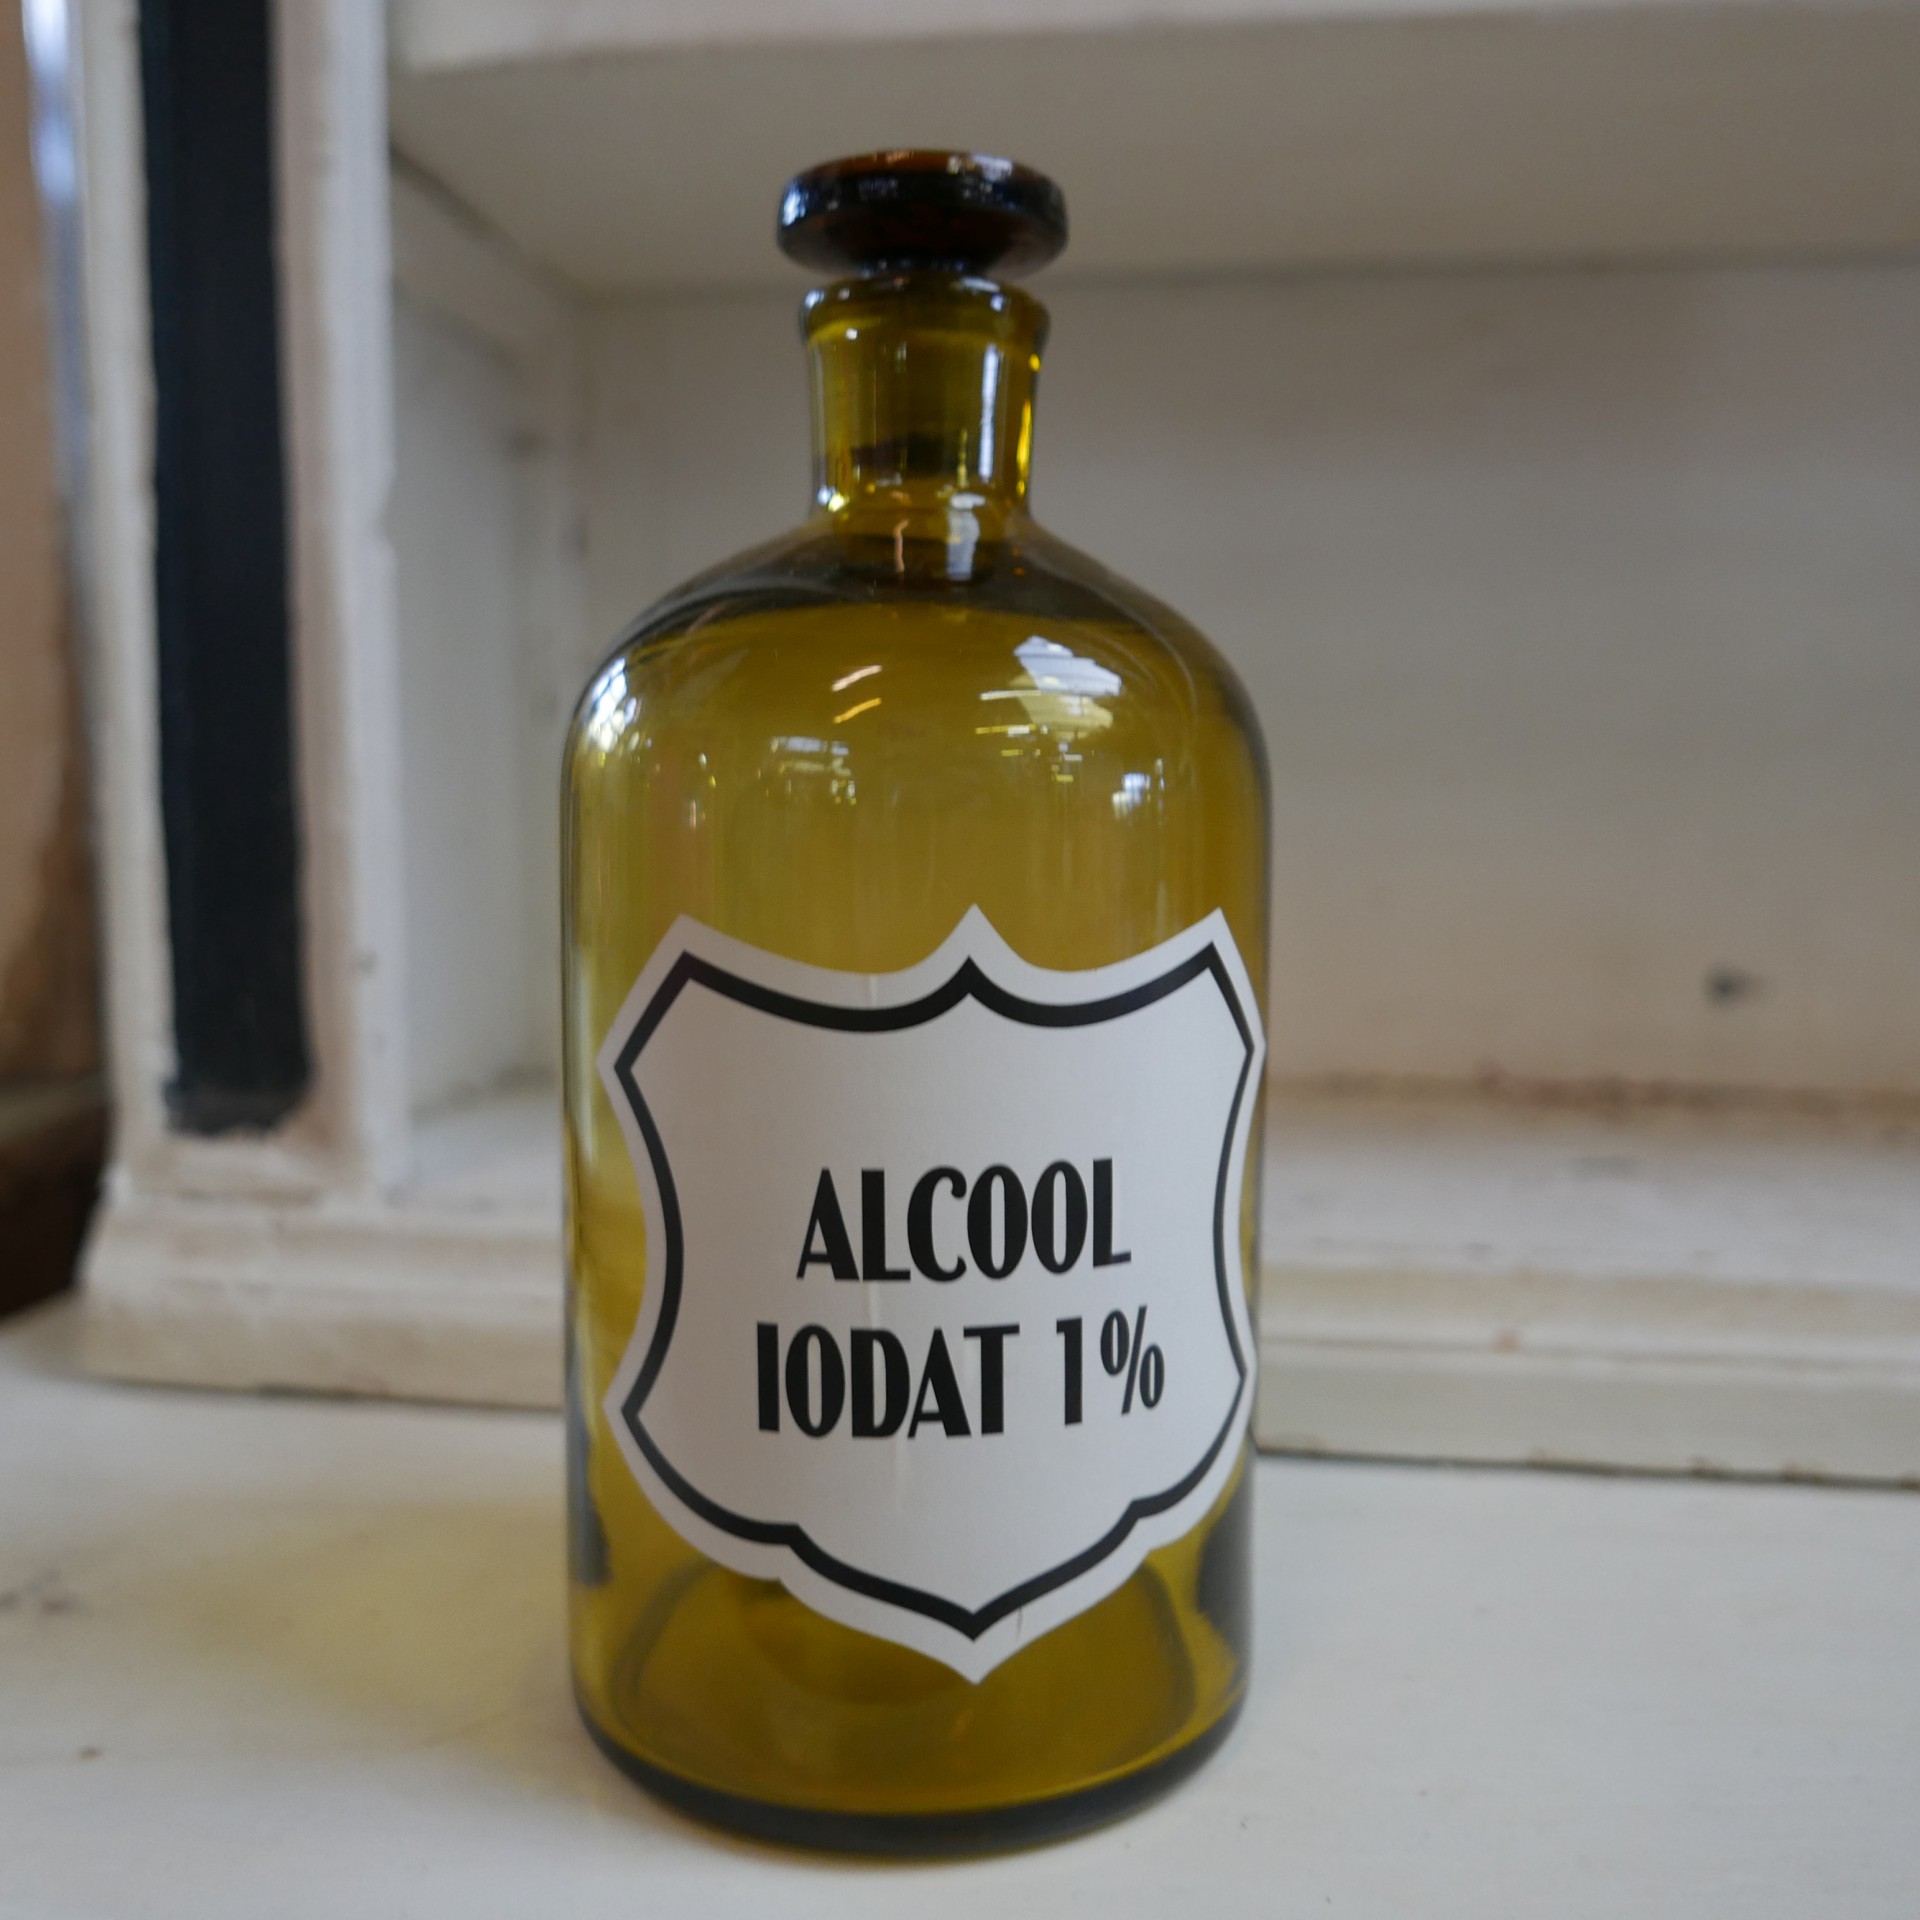 ALCOOL
IODAT 1%